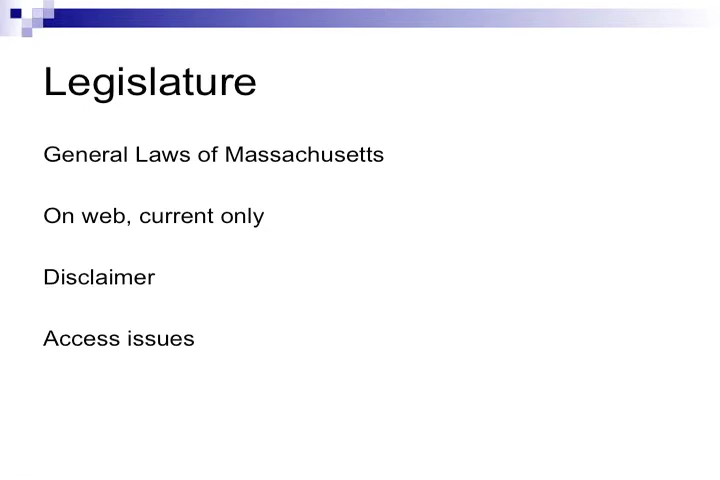 Legislature
General Laws of Massachusetts
On web, current only
Disclaimer
Access issues